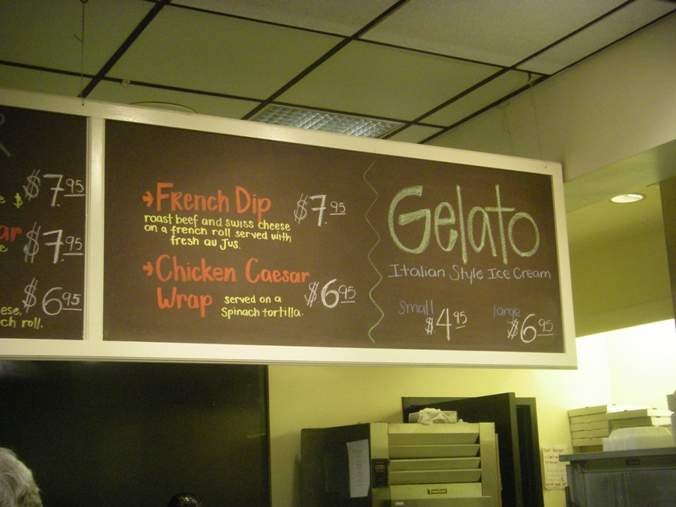 $7.95
$7.95
$6.95
ch roll.
→French Dip $7.95
roast beef and swiss cheese
on a french roll served with
fresh au Jus.
→Chicken Caesar
Wrap served on a $6.95
Spinach tortilla.
Gelato
Italian Style Ice Cream
small large
$4.95 $6.95